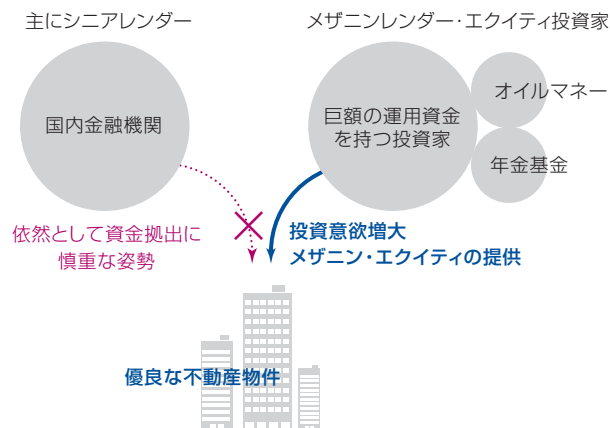 主にシニアレンダー
メザニンレンダー・エクイティ投資家
国内金融機関
巨額の運用資金
を持つ投資家
オイルマネー
年金基金
依然として資金拠出に
慎重な姿勢
投資意欲増大
メザニン・エクイティの提供
優良な不動産物件